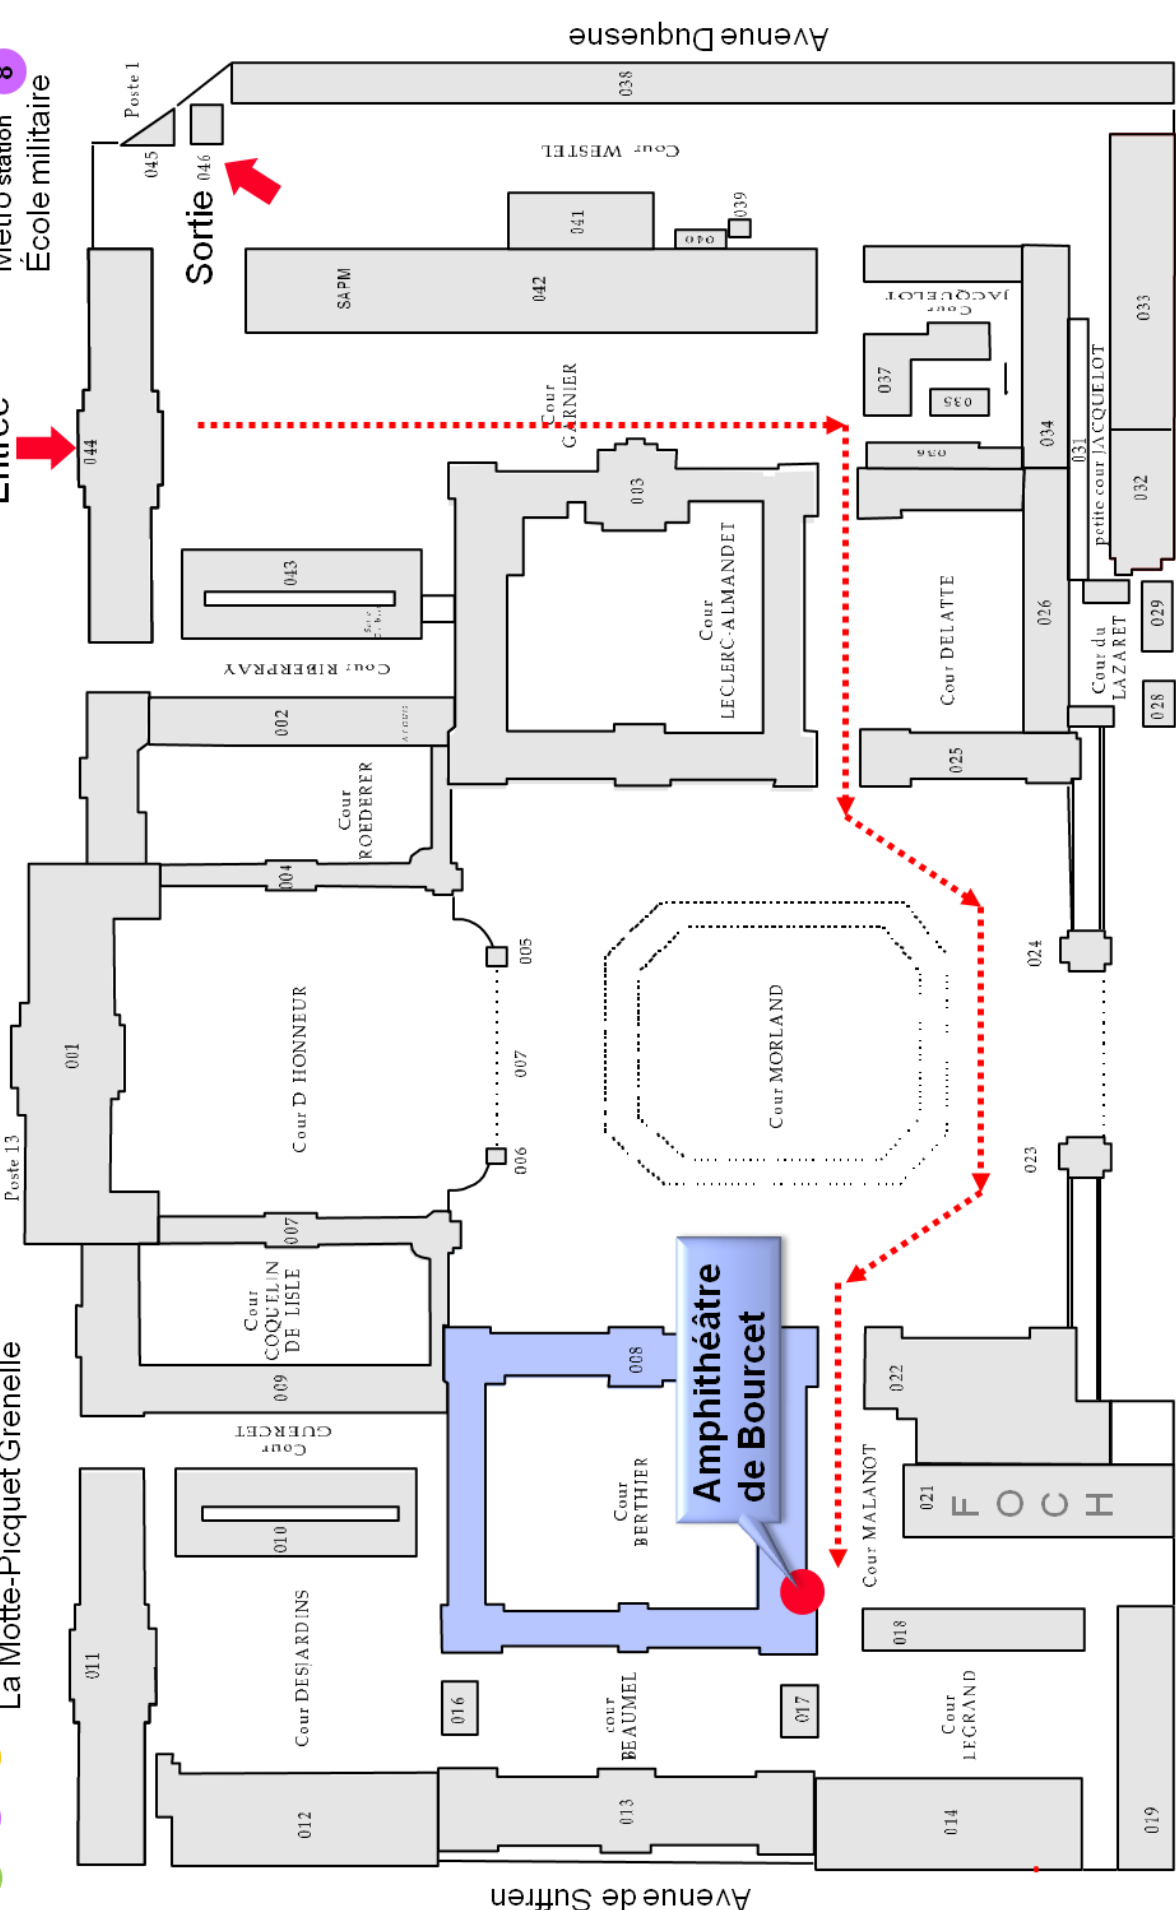 Avenue Duquesne
8
Métro station
École militaire
Poste 1
045
046
Sortie
038
Cour WESTEL
041
040
039
SAPM
042
Entrée
044
Cour
GARNIER
Cour
JACQUELOT
037
035
036
034
031
petite cour JACQUELOT
033
032
043
003
Cour
LECLERC-ALMANDET
Cour DELATTE
026
Cour du
LAZARET
029
028
Cour RIBERPRAY
002
Cour
ROEDERER
004
025
Poste 13
001
Cour D HONNEUR
005
007
006
Cour MORLAND
024
023
007
Cour
COQUELIN
DE LISLE
009
Cour
GUERCET
008
Amphithéâtre
de Bourcet
Cour
BERTHIER
022
Cour MALANOT
021
FOCH
La Motte-Picquet Grenelle
010
011
Cour DESJARDINS
016
cour
BEAUMEL
017
018
Cour
LEGRAND
012
013
014
019
Avenue de Suffren